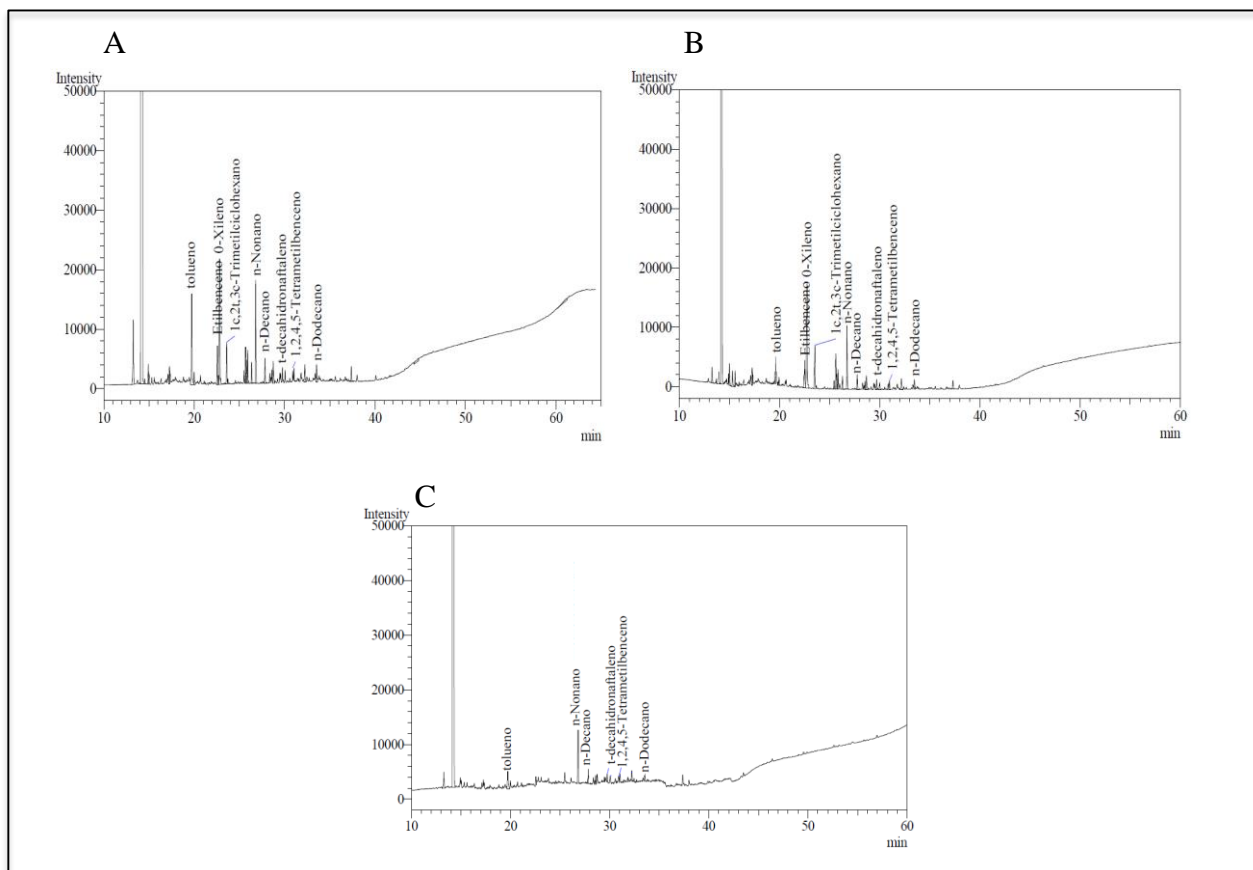 A
Intensity
50000
40000
30000
20000
10000
0
tolueno
Etilbenceno 0-Xileno
1c,2t,3c-Trimetilciclohexano
n-Nonano
n-Decano
t-decahidronaftaleno
1,2,4,5-Tetrametilbenceno
n-Dodecano
10 20 30 40 50 60
min
B
Intensity
50000
40000
30000
20000
10000
0
tolueno
Etilbenceno 0-Xileno
1c,2t,3c-Trimetilciclohexano
n-Nonano
n-Decano
t-decahidronaftaleno
1,2,4,5-Tetrametilbenceno
n-Dodecano
10 20 30 40 50 60
min
C
Intensity
50000
40000
30000
20000
10000
0
tolueno
n-Nonano
n-Decano
t-decahidronaftaleno
1,2,4,5-Tetrametilbenceno
n-Dodecano
10 20 30 40 50 60
min